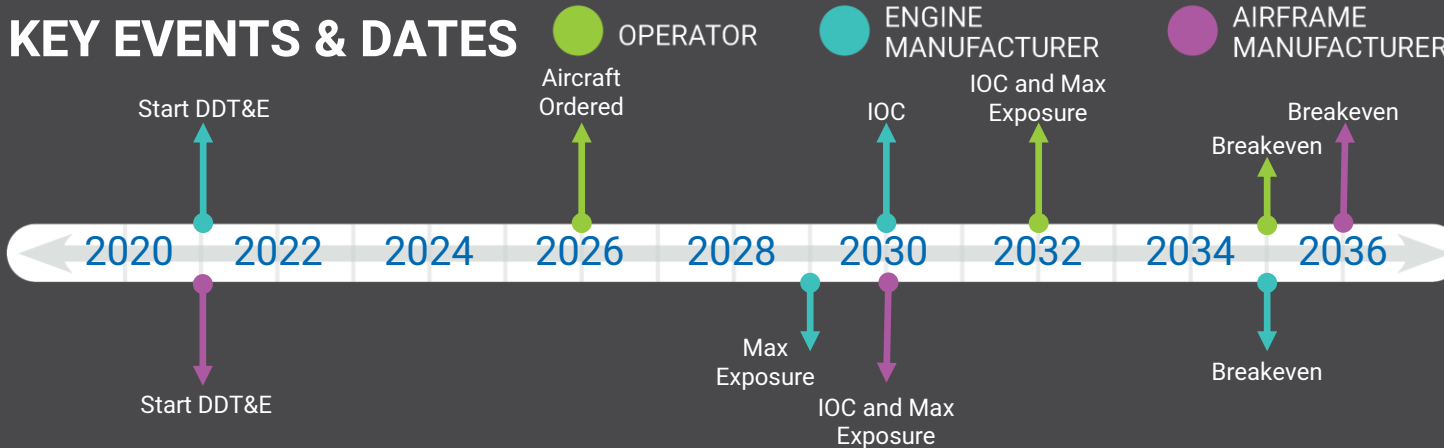 KEY EVENTS & DATES
OPERATOR
ENGINE
MANUFACTURER
AIRFRAME
MANUFACTURER
Start DDT&E
Aircraft
Ordered
IOC
IOC and Max
Exposure
Breakeven
Breakeven
2020 2022 2024 2026 2028 2030 2032 2034 2036
Start DDT&E
Max
Exposure
IOC and Max
Exposure
Breakeven